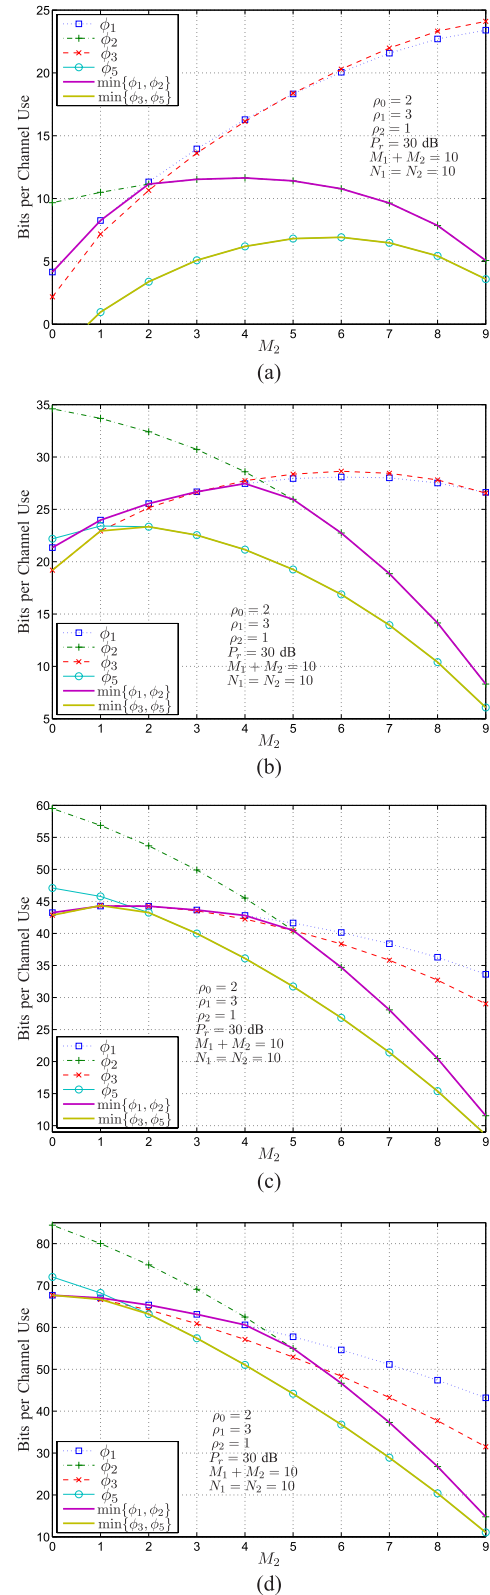 ϕ1
ϕ2
ϕ3
ϕ5
min{ϕ1, ϕ2}
min{ϕ3, ϕ5}
ρ0 = 2
ρ1 = 3
ρ2 = 1
Pr = 30 dB
M1 + M2 = 10
N1 = N2 = 10
Bits per Channel Use
25
20
15
10
5
0
0 1 2 3 4 5 6 7 8 9
M2
(a)
35
30
25
20
15
10
5
Bits per Channel Use
ρ0 = 2
ρ1 = 3
ρ2 = 1
Pr = 30 dB
M1 + M2 = 10
N1 = N2 = 10
ϕ1
ϕ2
ϕ3
ϕ5
min{ϕ1, ϕ2}
min{ϕ3, ϕ5}
0 1 2 3 4 5 6 7 8 9
M2
(b)
60
55
50
45
40
35
30
25
20
15
10
Bits per Channel Use
ρ0 = 2
ρ1 = 3
ρ2 = 1
Pr = 30 dB
M1 + M2 = 10
N1 = N2 = 10
ϕ1
ϕ2
ϕ3
ϕ5
min{ϕ1, ϕ2}
min{ϕ3, ϕ5}
0 1 2 3 4 5 6 7 8 9
M2
(c)
80
70
60
50
40
30
20
10
Bits per Channel Use
ρ0 = 2
ρ1 = 3
ρ2 = 1
Pr = 30 dB
M1 + M2 = 10
N1 = N2 = 10
ϕ1
ϕ2
ϕ3
ϕ5
min{ϕ1, ϕ2}
min{ϕ3, ϕ5}
0 1 2 3 4 5 6 7 8 9
M2
(d)